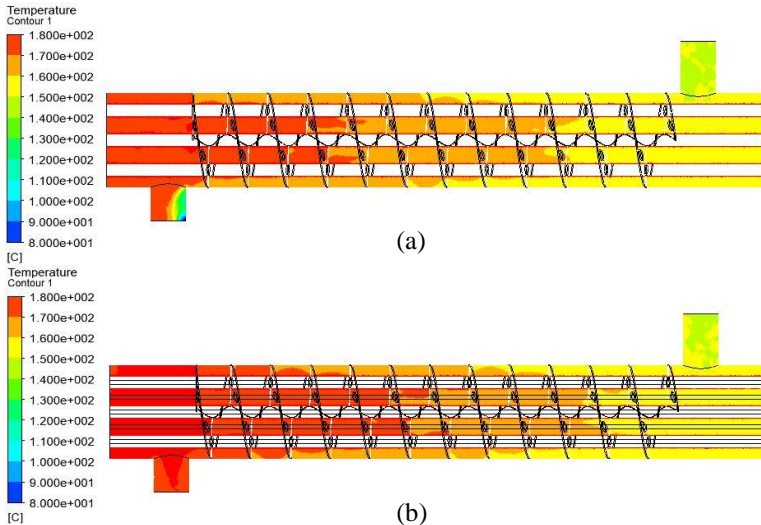 Temperature
Contour 1
1.800e+002
1.700e+002
1.600e+002
1.500e+002
1.400e+002
1.300e+002
1.200e+002
1.100e+002
1.000e+002
9.000e+001
8.000e+001
[C]
(a)
Temperature
Contour 1
1.800e+002
1.700e+002
1.600e+002
1.500e+002
1.400e+002
1.300e+002
1.200e+002
1.100e+002
1.000e+002
9.000e+001
8.000e+001
[C]
(b)